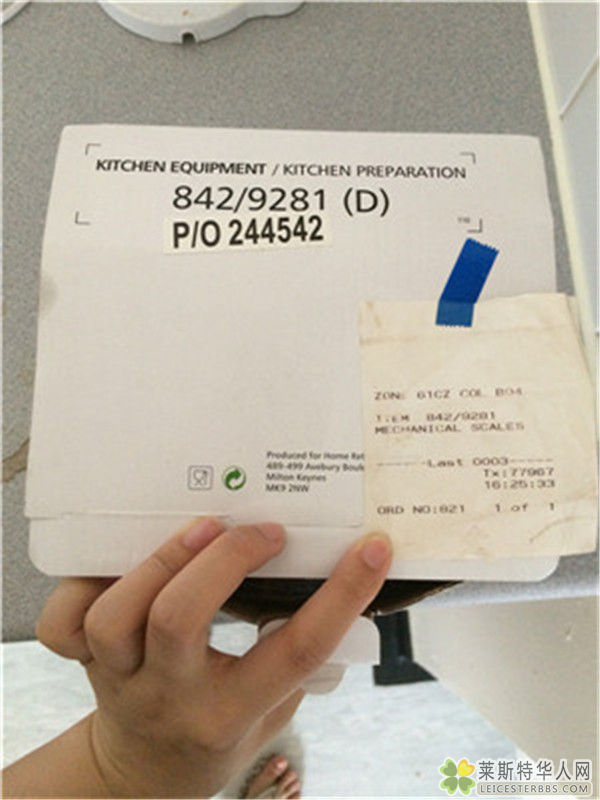 KITCHEN EQUIPMENT / KITCHEN PREPARATION
842/9281 (D)
P/O 244542
110
ZONE 61CZ COL B04
ITEM 842/9281
MECHANICAL SCALES
-----Last 0003-----
Tx:77967
16:25:33
ORD NO:821 1 of 1
Produced for Home Ret
489-499 Avebury Boule
Milton Keynes
MK9 2NW
莱斯特华人网
LEICESTERBBS.COM